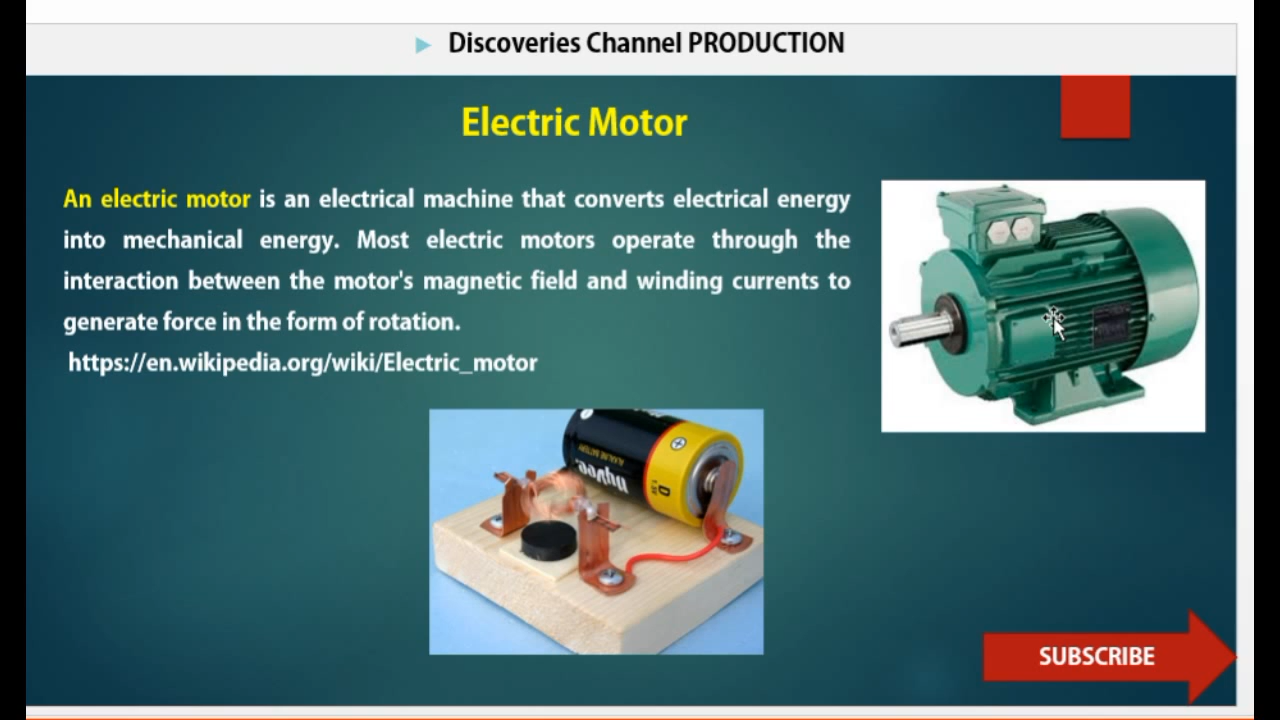 Discoveries Channel PRODUCTION
Electric Motor
An electric motor is an electrical machine that converts electrical energy
into mechanical energy. Most electric motors operate through the
interaction between the motor's magnetic field and winding currents to
generate force in the form of rotation.
https://en.wikipedia.org/wiki/Electric_motor
D
SUBSCRIBE